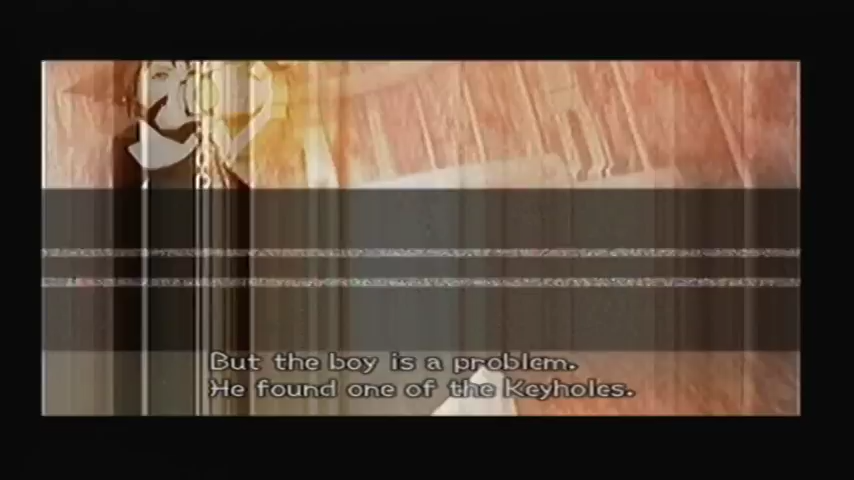 But the boy is a problem.
He found one of the Keyholes.